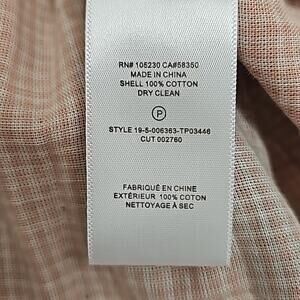 RN# 105230 CA#58350
MADE IN CHINA
SHELL 100% COTTON
DRY CLEAN
P
STYLE 19-5-006363-TP03446
CUT 002760
FABRIQUÉ EN CHINE
EXTÉRIEUR 100% COTON
NETTOYAGE À SEC